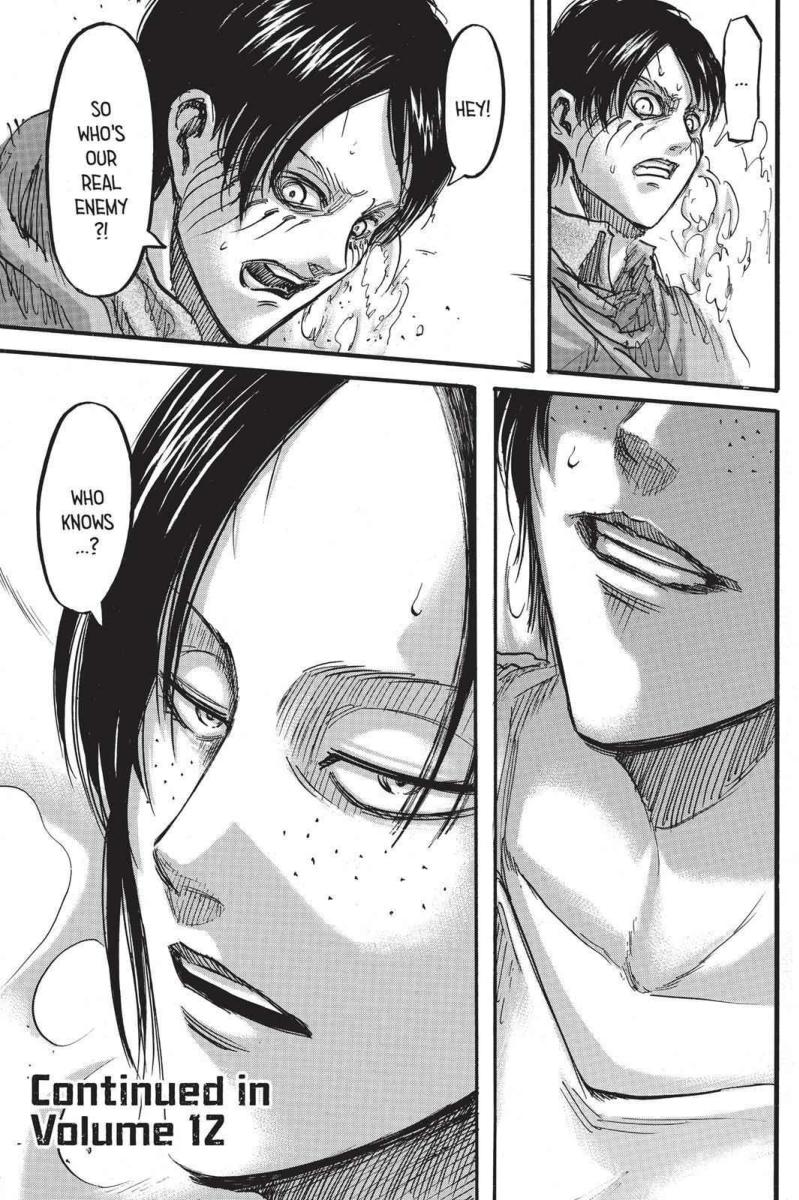 ...
HEY!
SO
WHO'S
OUR
REAL
ENEMY
?!
WHO
KNOWS
...?
Continued in
Volume 12